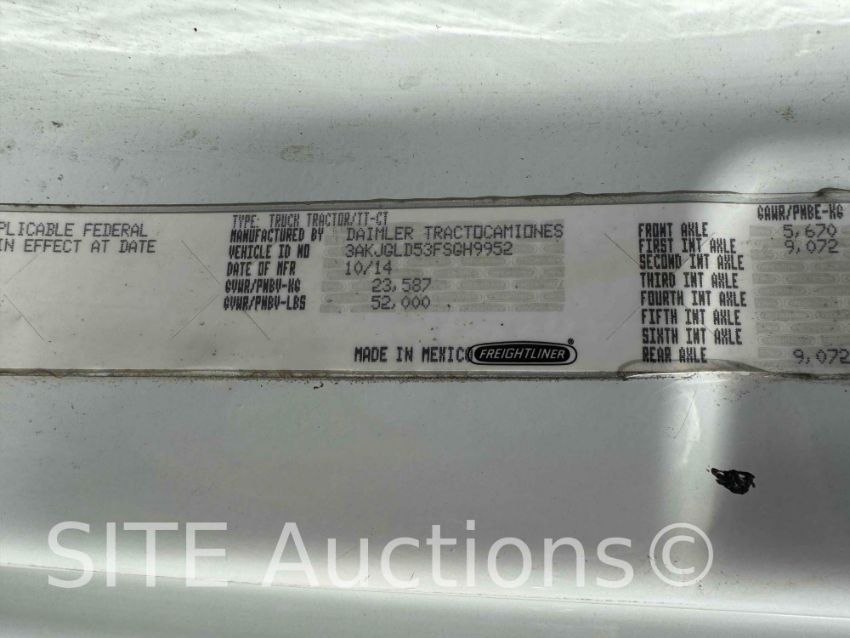 PLICABLE FEDERAL
IN EFFECT AT DATE
TYPE: TRUCK TRACTOR/TT-CT
MANUFACTURED BY DAIMLER TRACTOCAMIONES
VEHICLE ID NO 3AKJGLD53FSGH9952
DATE OF MFR 10/14
GVWR/PNBV-KG 23,587
GVWR/PNBV-LBS 52,000
MADE IN MEXICO FREIGHTLINER®
GAWR/PNBE-KG
FRONT AXLE 5,670
FIRST INT AXLE 9,072
SECOND INT AXLE
THIRD INT AXLE
FOURTH INT AXLE
FIFTH INT AXLE
SIXTH INT AXLE
REAR AXLE 9,072
SITE Auctions©